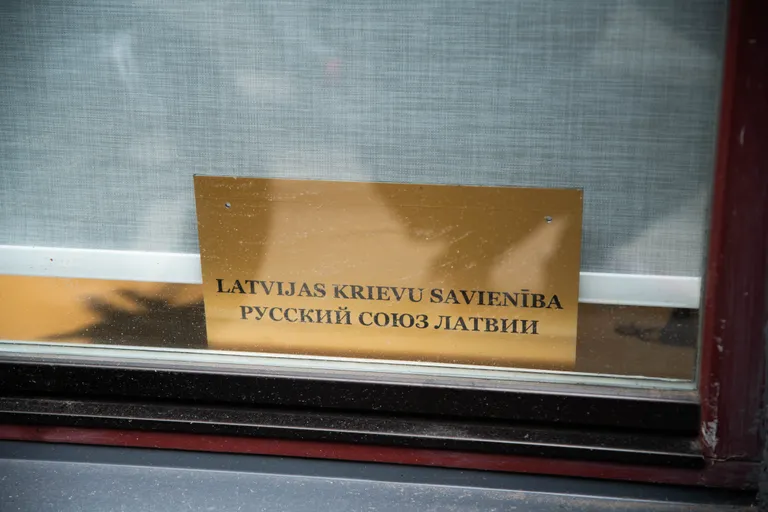 LATVIJAS KRIEVU SAVIENĪBA
РУССКИЙ СОЮЗ ЛАТВИИ